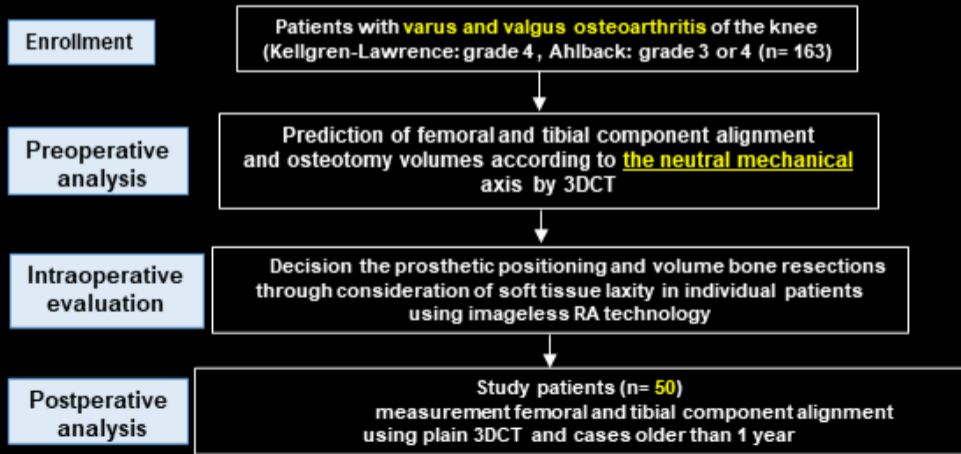 Enrollment
Patients with varus and valgus osteoarthritis of the knee
(Kellgren-Lawrence: grade 4, Ahlback: grade 3 or 4 (n= 163)
Preoperative
analysis
Prediction of femoral and tibial component alignment
and osteotomy volumes according to the neutral mechanical
axis by 3DCT
Intraoperative
evaluation
Decision the prosthetic positioning and volume bone resections
through consideration of soft tissue laxity in individual patients
using imageless RA technology
Postperative
analysis
Study patients (n= 50)
measurement femoral and tibial component alignment
using plain 3DCT and cases older than 1 year